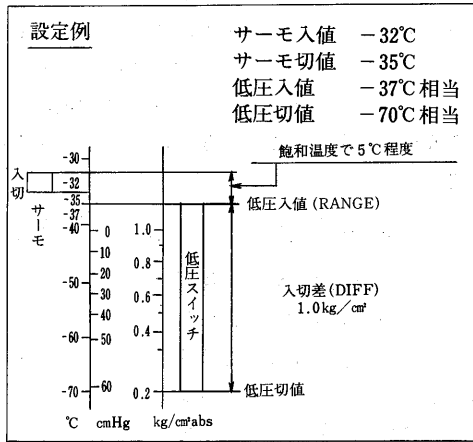 設定例
サーモ入値 −32℃
サーモ切値 −35℃
低圧入値 −37℃相当
低圧切値 −70℃相当
飽和温度で5℃程度
入
切
サーモ
-30
-32
-35
-37
-40
-50
-60
-70
0
10
20
30
40
50
60
1.0
0.8
0.6
0.4
0.2
低圧スイッチ
低圧入値(RANGE)
入切差(DIFF)
1.0kg/cm²
低圧切値
℃ cmHg kg/cm²abs